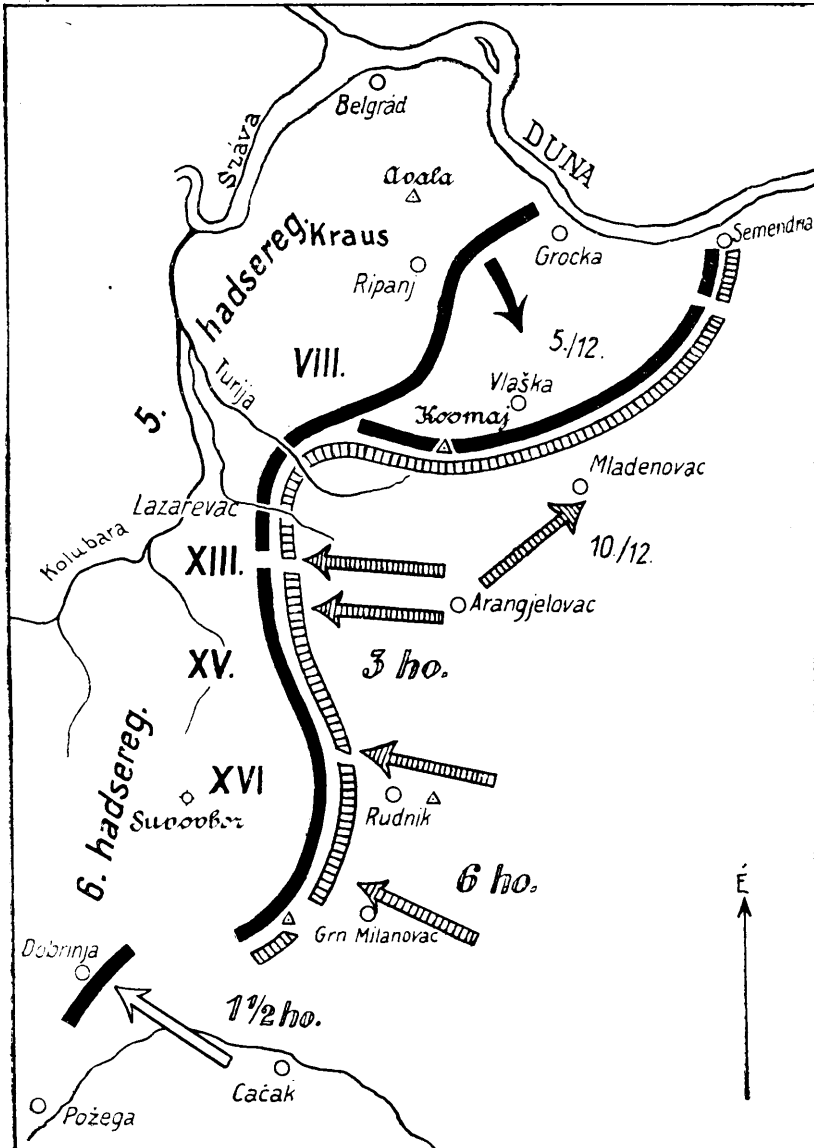 Belgrád
Száva
DUNA
Avala
Semendria
hadsereg.
Kraus
Grocka
Ripanj
5./12.
VIII.
Turija
Vlaška
5.
Kosmaj
Mladenovac
Lazarevac
10./12.
Kolubara
XIII.
Arangjelovac
XV.
3 ho.
6. hadsereg.
XVI
Suvobor
Rudnik
6 ho.
É
Grn Milanovac
Dobrinja
1 1/2 ho.
Čačak
Požega